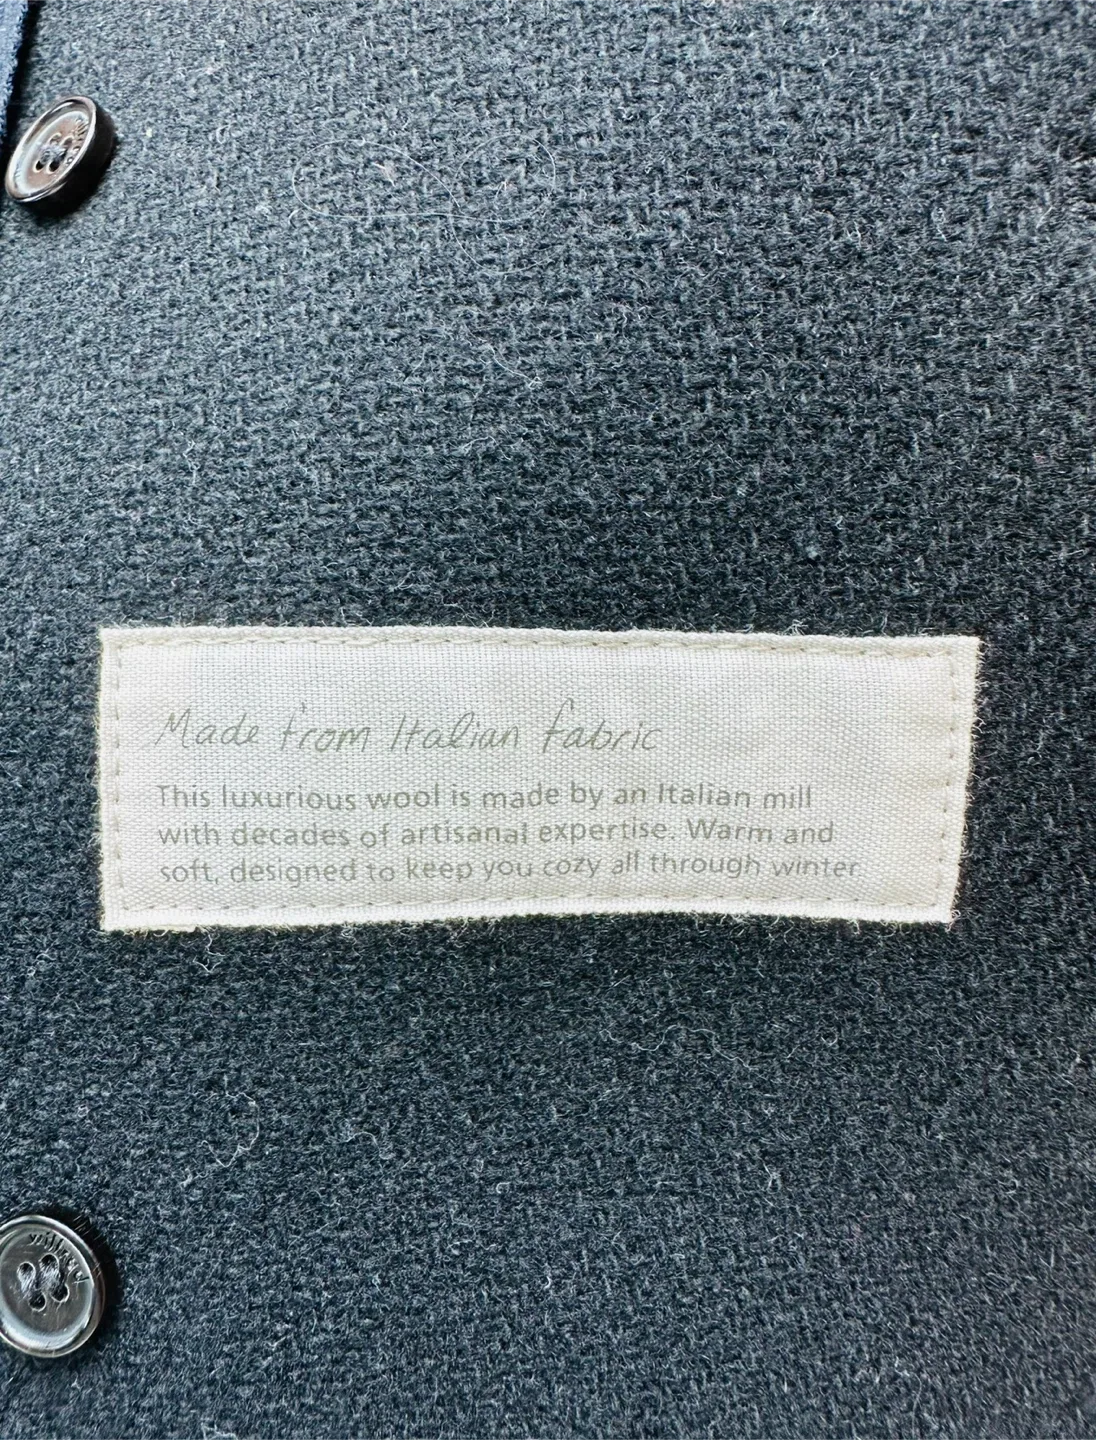 Made from Italian fabric
This luxurious wool is made by an Italian mill
with decades of artisanal expertise. Warm and
soft, designed to keep you cozy all through winter.
wilfred